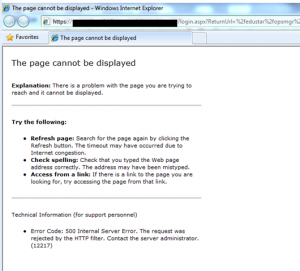 The page cannot be displayed - Windows Internet Explorer
https://
/login.aspx?ReturnUrl=%2fedustar%2fopsmgr%2
Favorites
The page cannot be displayed
The page cannot be displayed
Explanation: There is a problem with the page you are trying to
reach and it cannot be displayed.
Try the following:
• Refresh page: Search for the page again by clicking the
Refresh button. The timeout may have occurred due to
Internet congestion.
• Check spelling: Check that you typed the Web page
address correctly. The address may have been mistyped.
• Access from a link: If there is a link to the page you are
looking for, try accessing the page from that link.
Technical Information (for support personnel)
• Error Code: 500 Internal Server Error. The request was
rejected by the HTTP filter. Contact the server administrator.
(12217)